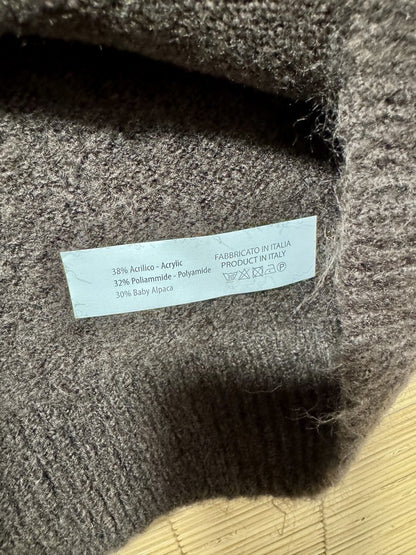 38% Acrilico - Acrylic
32% Poliammide - Polyamide
30% Baby Alpaca
FABBRICATO IN ITALIA
PRODUCT IN ITALY